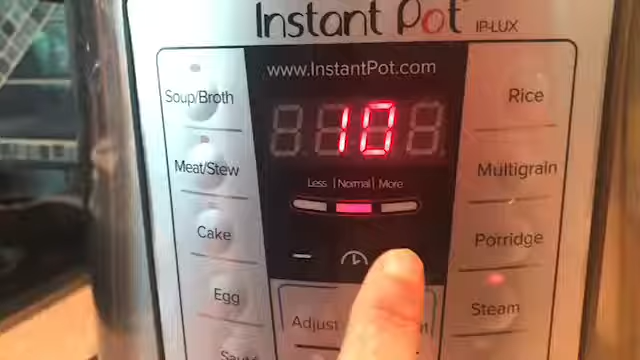 Instant Pot IP-LUX
www.InstantPot.com
10
Less | Normal | More
Soup/Broth
Meat/Stew
Cake
Egg
Rice
Multigrain
Porridge
Steam
Adjust